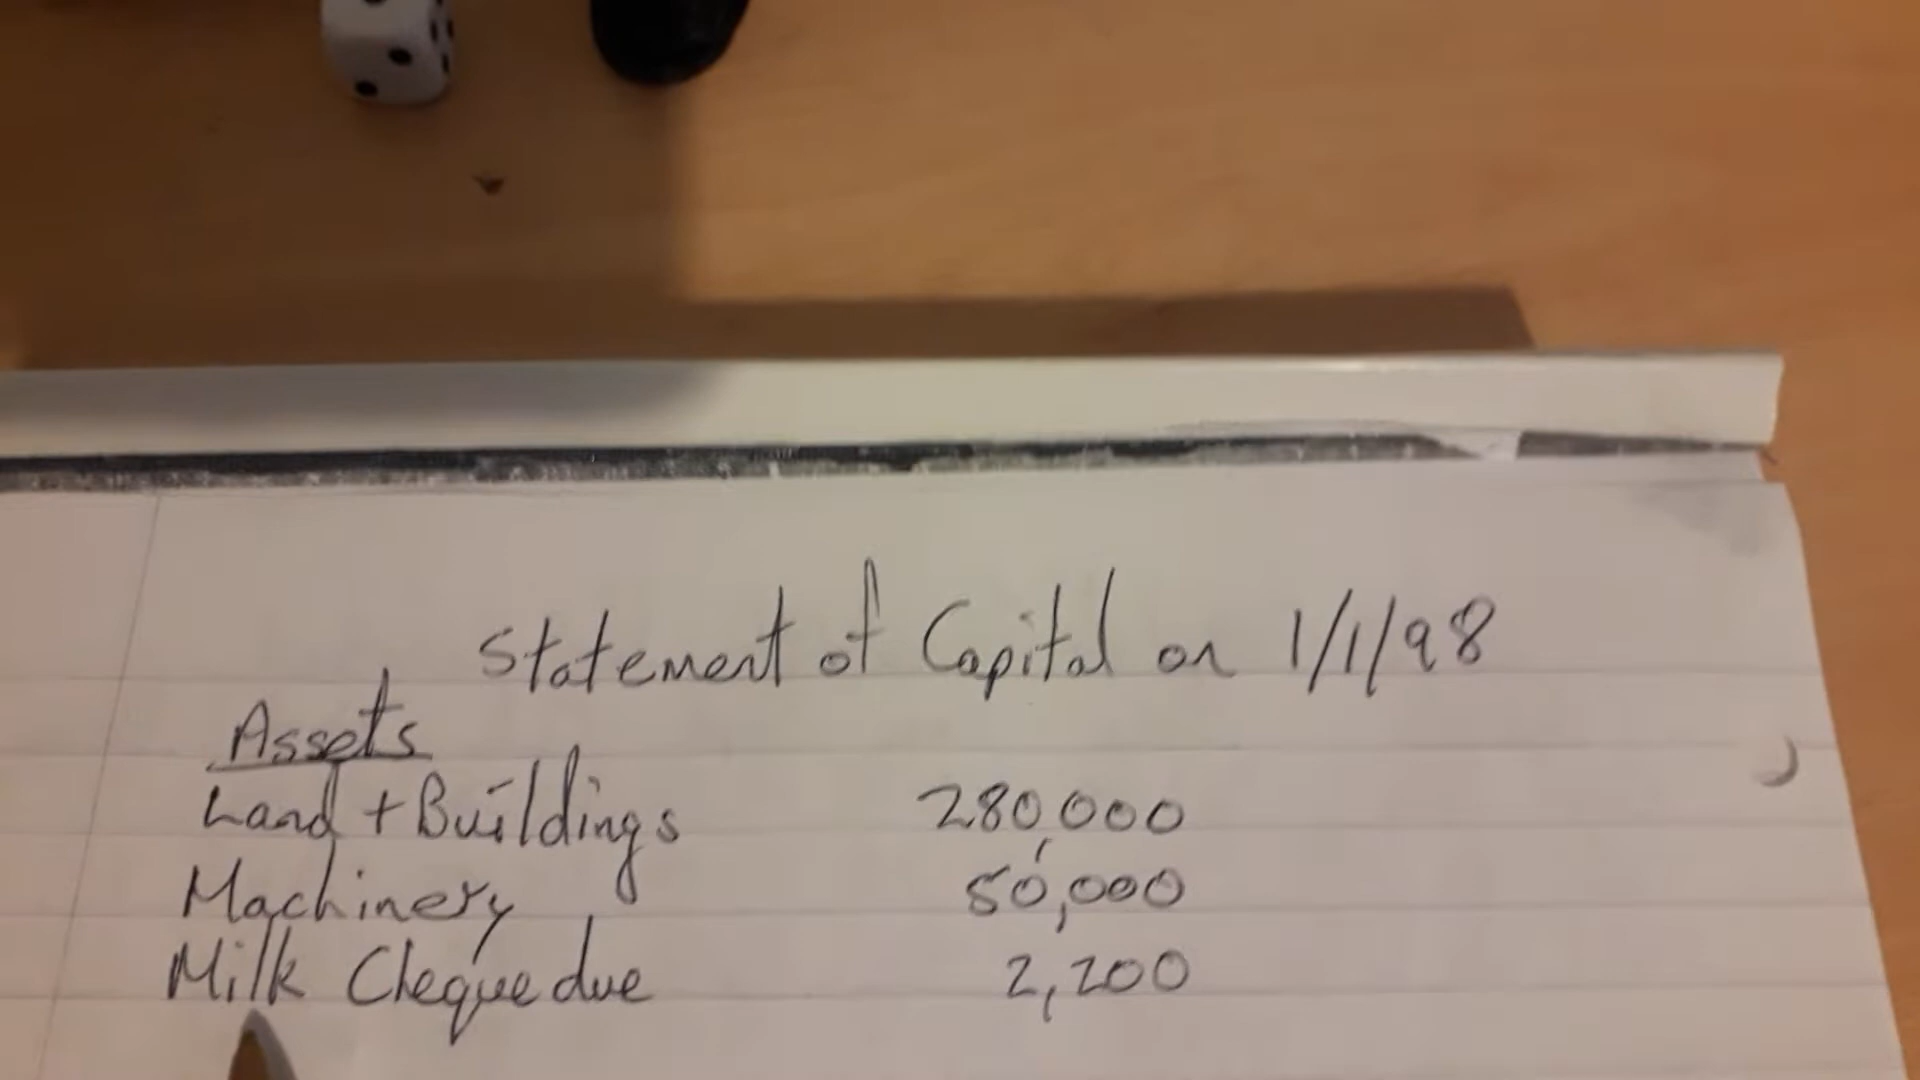 Statement of Capital on 1/1/98
Assets
Land + Buildings 280,000
Machinery 50,000
Milk Cheque due 2,200